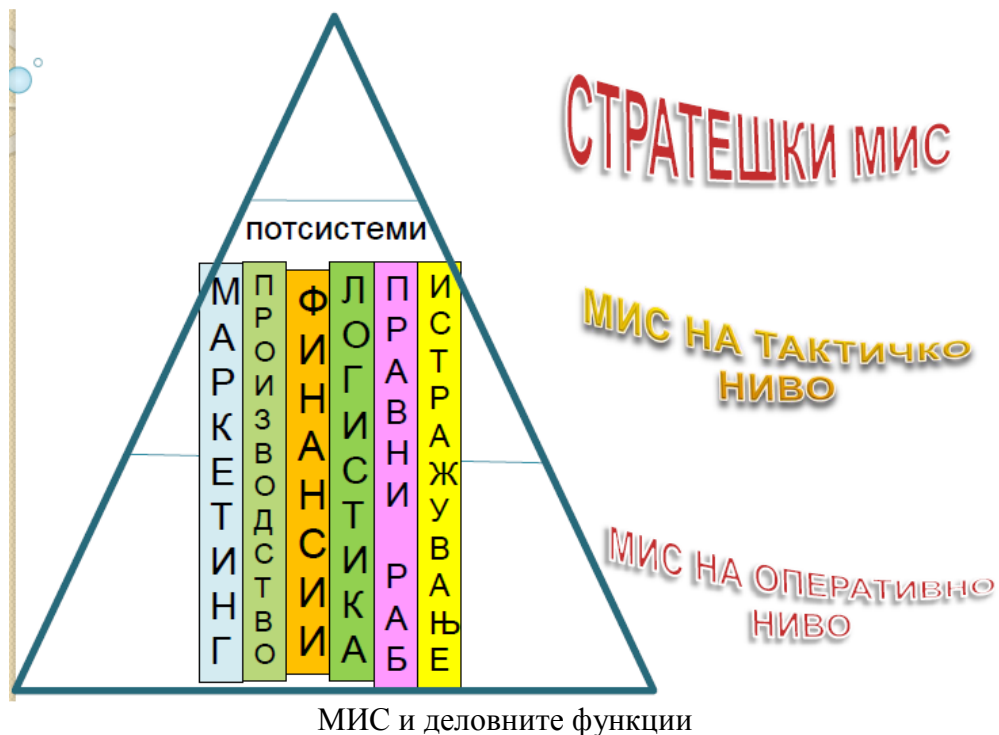 СТРАТЕШКИ МИС
потсистеми
МАРКЕТИНГ
ПРОИЗВОДСТВО
ФИНАНСИИ
ЛОГИСТИКА
ПРАВНИ РАБ
ИСТРАЖУВАЊЕ
МИС НА ТАКТИЧКО
НИВО
МИС НА ОПЕРАТИВНО
НИВО
МИС и деловните функции